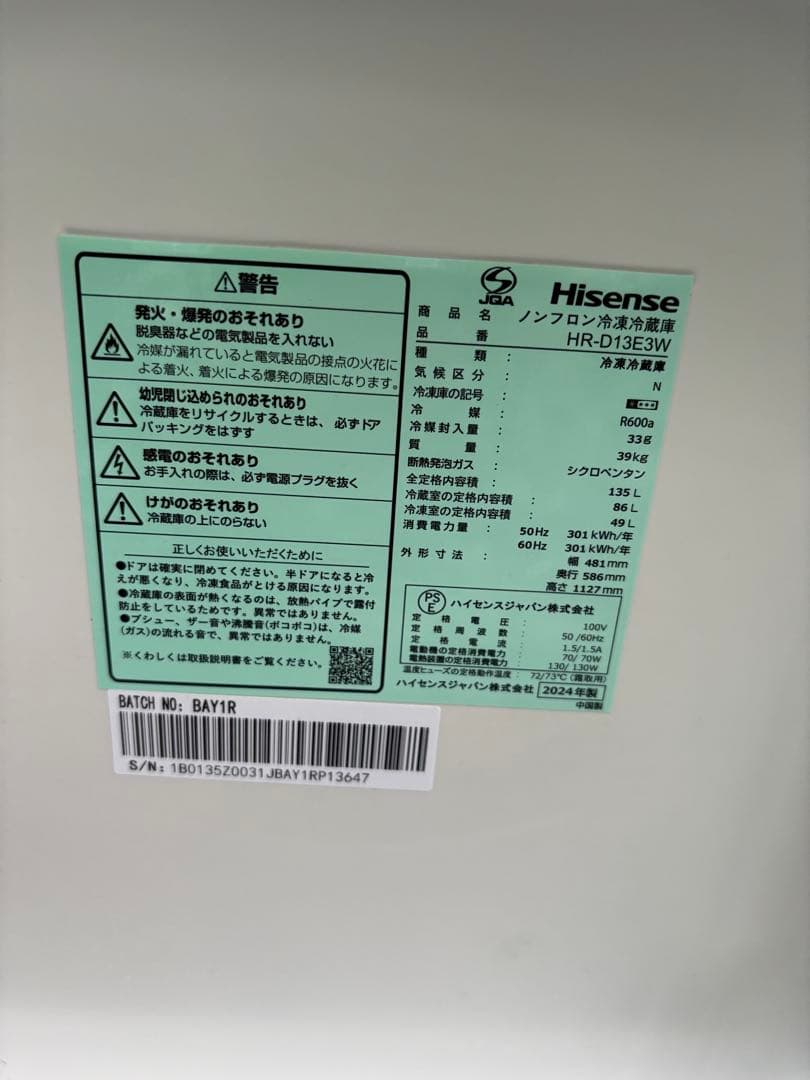 ⚠警告
発火・爆発のおそれあり
脱臭器などの電気製品を入れない
冷媒が漏れていると電気製品の接点の火花に
よる着火、着火による爆発の原因になります。
幼児閉じ込められのおそれあり
冷蔵庫をリサイクルするときは、必ずドア
パッキングをはずす
感電のおそれあり
お手入れの際は、必ず電源プラグを抜く
けがのおそれあり
冷蔵庫の上にのらない
正しくお使いいただくために
●ドアは確実に閉めてください。半ドアになると冷
えが悪くなり、冷凍食品がとける原因になります。
●冷蔵庫の表面が熱くなるのは、放熱パイプで露付
防止をしているためです。異常ではありません。
●プシュー、ザー音や沸騰音(ポコポコ)は、冷媒
(ガス)の流れる音で、異常ではありません。
※くわしくは取扱説明書をご覧ください。
JQA
Hisense
商品名 ノンフロン冷凍冷蔵庫
品番 HR-D13E3W
種類: 冷凍冷蔵庫
気候区分: N
冷凍庫の記号:
冷媒: R600a
冷媒封入量: 33g
質量: 39kg
断熱発泡ガス: シクロペンタン
全定格内容積: 135L
冷蔵室の定格内容積: 86L
冷凍室の定格内容積: 49L
消費電力量: 50Hz 301kWh/年
60Hz 301kWh/年
外形寸法: 幅 481mm
奥行 586mm
高さ 1127mm
PS
E
ハイセンスジャパン株式会社
定格電圧: 100V
定格周波数: 50/60Hz
定格電流: 1.5/1.5A
電動機の定格消費電力: 70/70W
電熱装置の定格消費電力: 130/130W
温度ヒューズの定格動作温度: 72/73℃(霜取用)
ハイセンスジャパン株式会社 2024年製
中国製
BATCH NO: BAY1R
S/N: 1B0135Z0031JBAY1RP13647